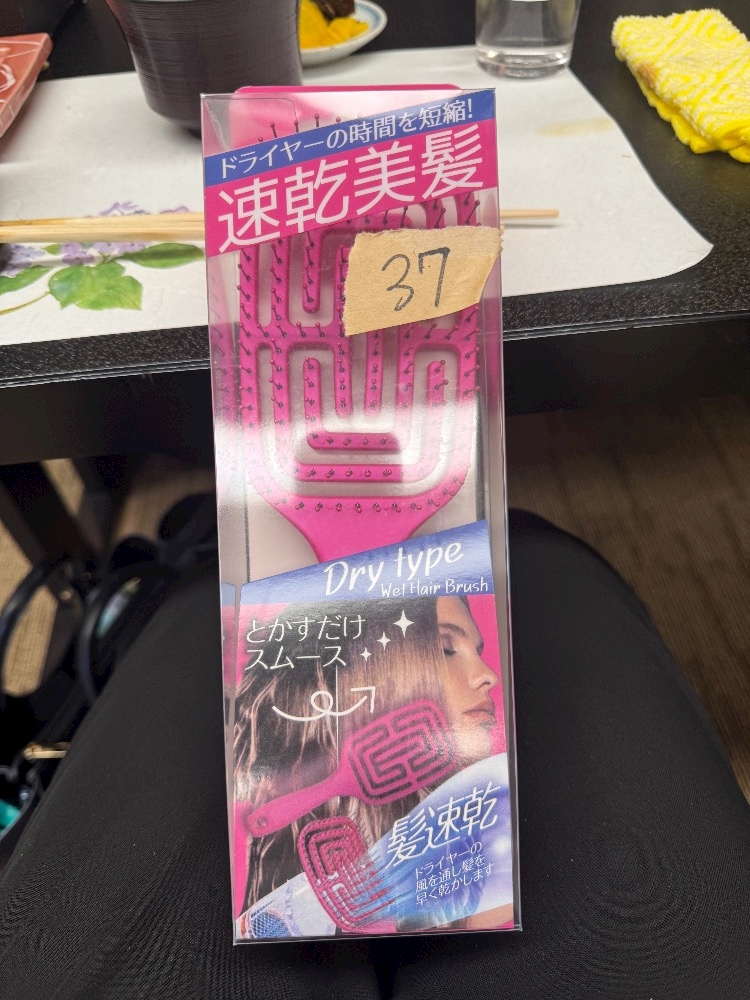 ドライヤーの時間を短縮!
速乾美髪
37
Dry type
Wet Hair Brush
とかすだけ
スムース
髪速乾
ドライヤーの
風を通し髪を
早く乾かします